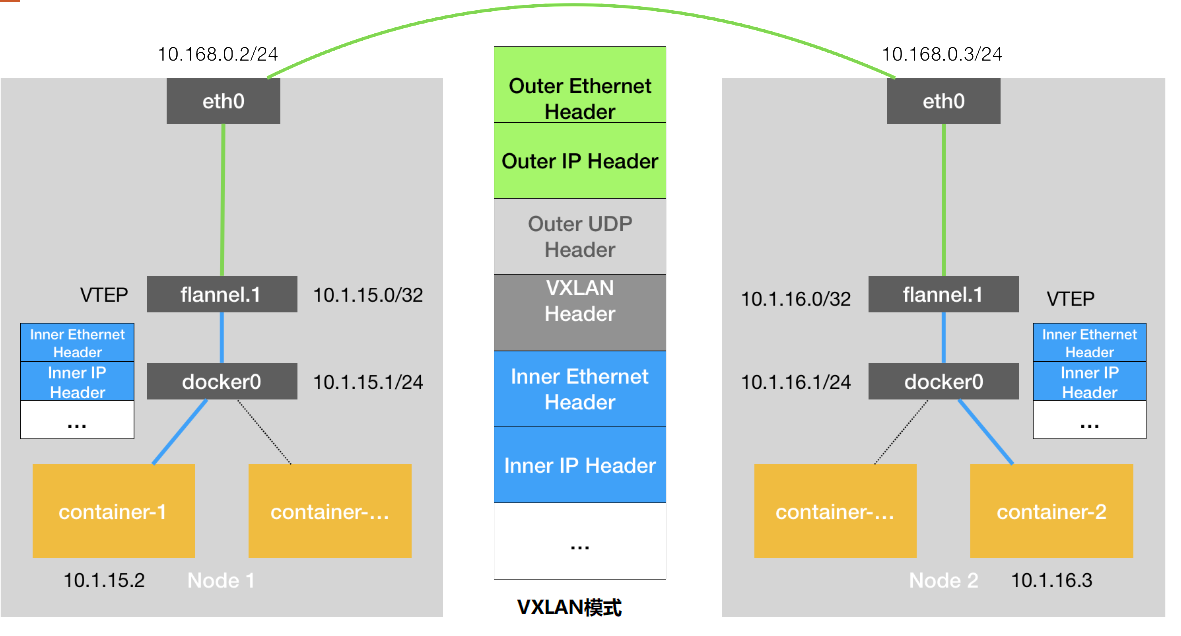 10.168.0.2/24
eth0
VTEP
flannel.1
10.1.15.0/32
Inner Ethernet
Header
Inner IP
Header
...
docker0
10.1.15.1/24
container-1
container-...
10.1.15.2
Node 1
Outer Ethernet
Header
Outer IP Header
Outer UDP
Header
VXLAN
Header
Inner Ethernet
Header
Inner IP Header
...
VXLAN模式
10.168.0.3/24
eth0
10.1.16.0/32
flannel.1
VTEP
10.1.16.1/24
docker0
Inner Ethernet
Header
Inner IP
Header
...
container-...
container-2
Node 2
10.1.16.3